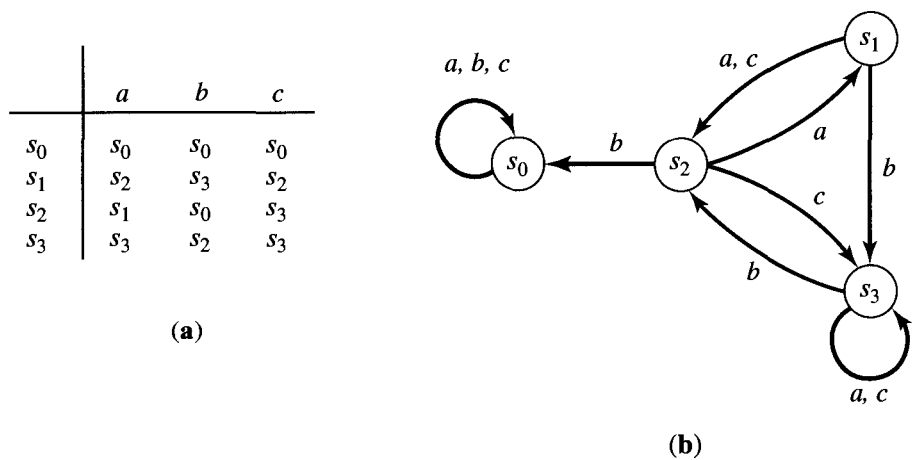 a b c
s0 s0 s0 s0
s1 s2 s3 s2
s2 s1 s0 s3
s3 s3 s2 s3
(a)
s1
a, b, c
a, c
a
b
s0
s2
b
c
b
s3
a, c
(b)